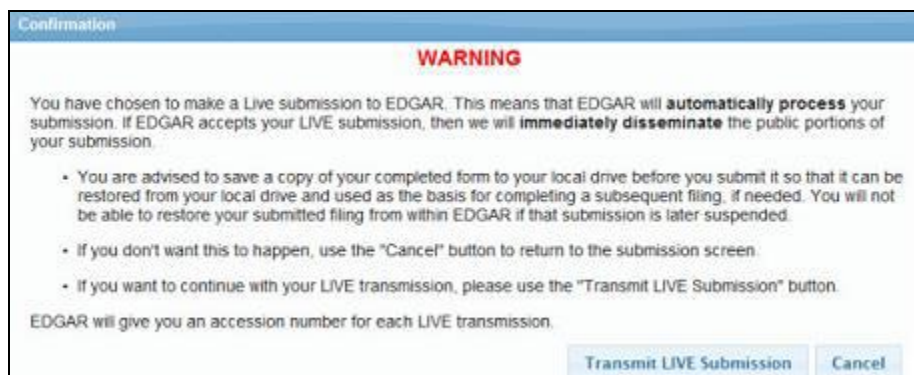 Confirmation
WARNING
You have chosen to make a Live submission to EDGAR. This means that EDGAR will automatically process your
submission. If EDGAR accepts your LIVE submission, then we will immediately disseminate the public portions of
your submission.
• You are advised to save a copy of your completed form to your local drive before you submit it so that it can be
restored from your local drive and used as the basis for completing a subsequent filing, if needed. You will not
be able to restore your submitted filing from within EDGAR if that submission is later suspended.
• If you don't want this to happen, use the "Cancel" button to return to the submission screen.
• If you want to continue with your LIVE transmission, please use the "Transmit LIVE Submission" button.
EDGAR will give you an accession number for each LIVE transmission.
Transmit LIVE Submission Cancel